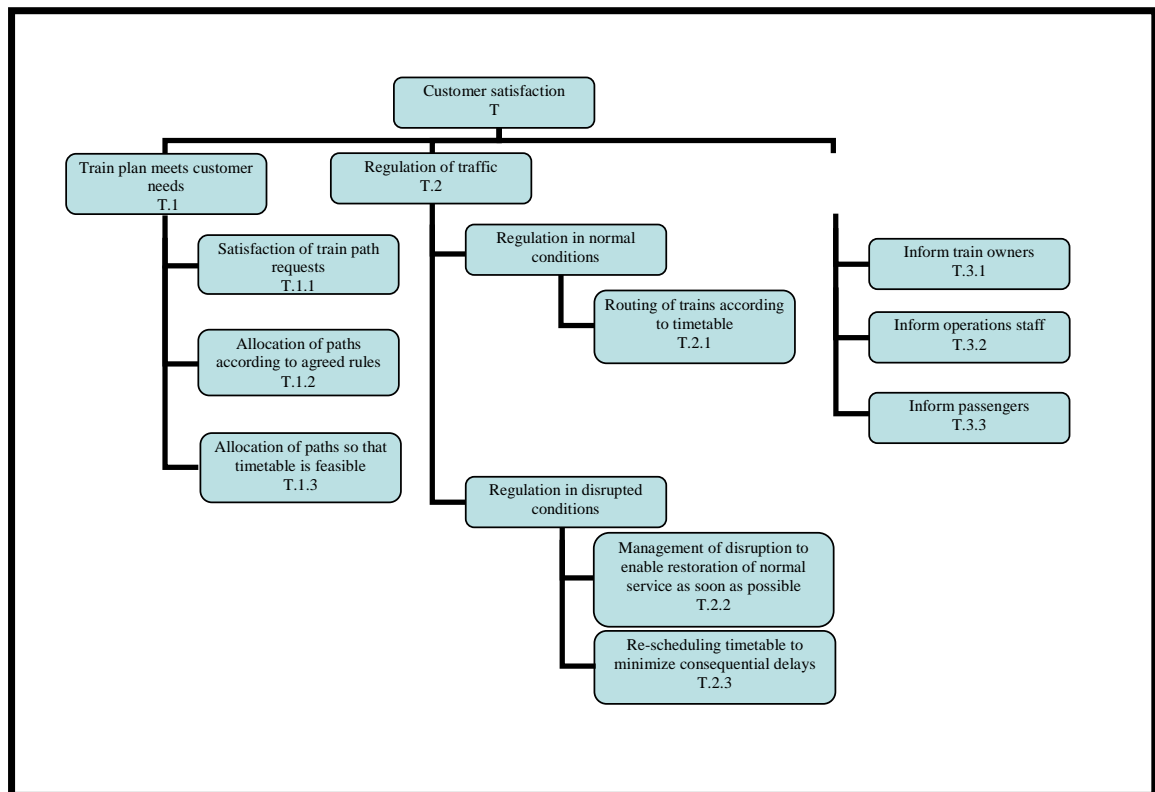 Customer satisfaction
T
Train plan meets customer
needs
T.1
Regulation of traffic
T.2
Satisfaction of train path
requests
T.1.1
Allocation of paths
according to agreed rules
T.1.2
Allocation of paths so that
timetable is feasible
T.1.3
Regulation in normal
conditions
Routing of trains according
to timetable
T.2.1
Regulation in disrupted
conditions
Management of disruption to
enable restoration of normal
service as soon as possible
T.2.2
Re-scheduling timetable to
minimize consequential delays
T.2.3
Inform train owners
T.3.1
Inform operations staff
T.3.2
Inform passengers
T.3.3